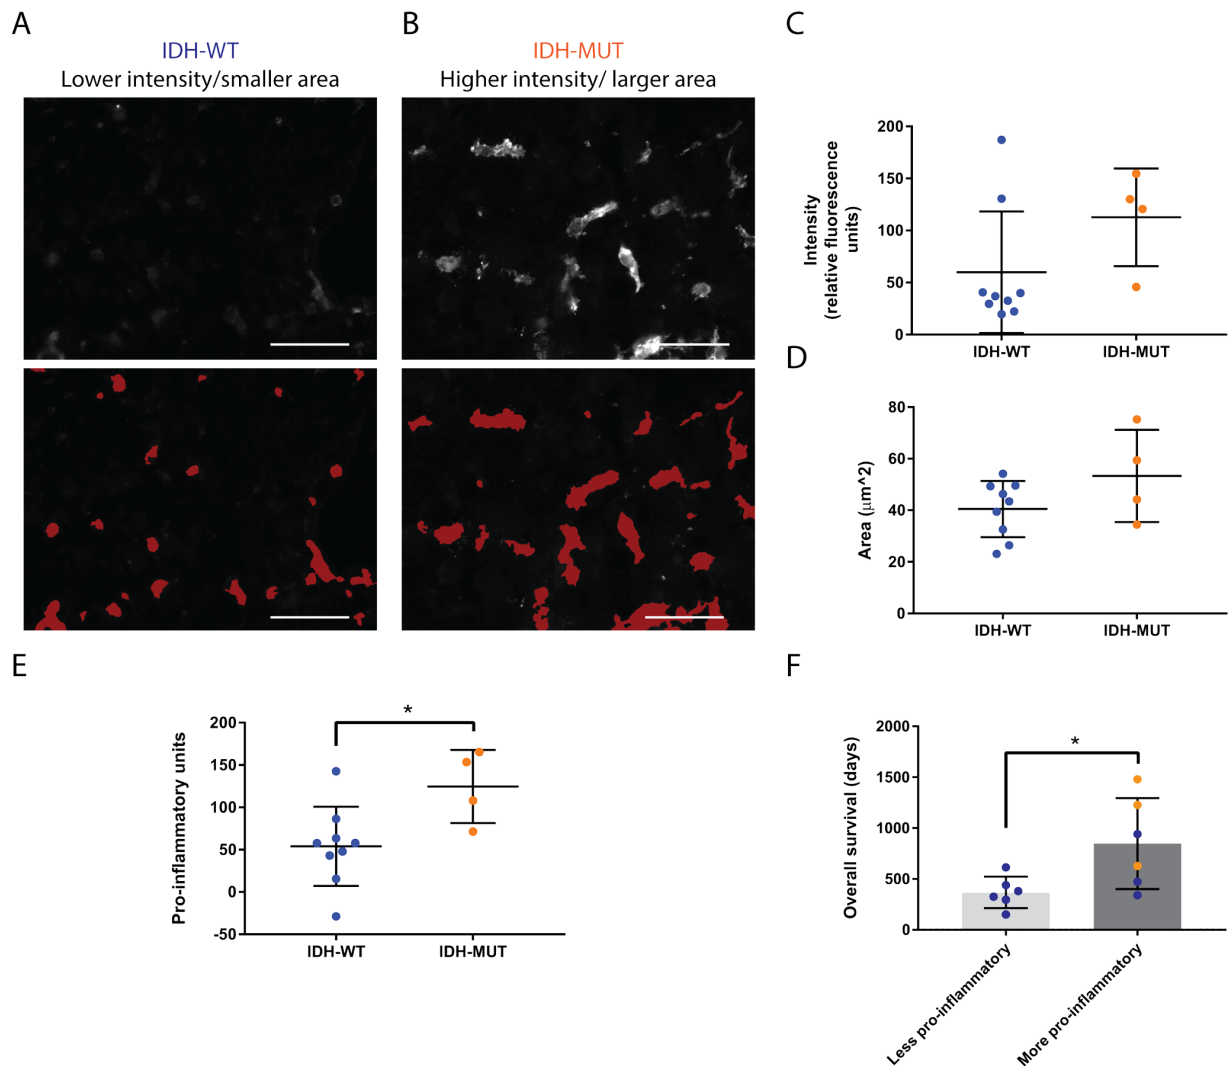 A
IDH-WT
Lower intensity/smaller area
B
IDH-MUT
Higher intensity/ larger area
C
Intensity
(relative fluorescence
units)
200
150
100
50
0
IDH-WT
IDH-MUT
D
Area (μm^2)
80
60
40
20
0
IDH-WT
IDH-MUT
E
Pro-inflammatory units
200
150
100
50
0
-50
*
IDH-WT
IDH-MUT
F
Overall survival (days)
2000
1500
1000
500
0
*
Less pro-inflammatory
More pro-inflammatory